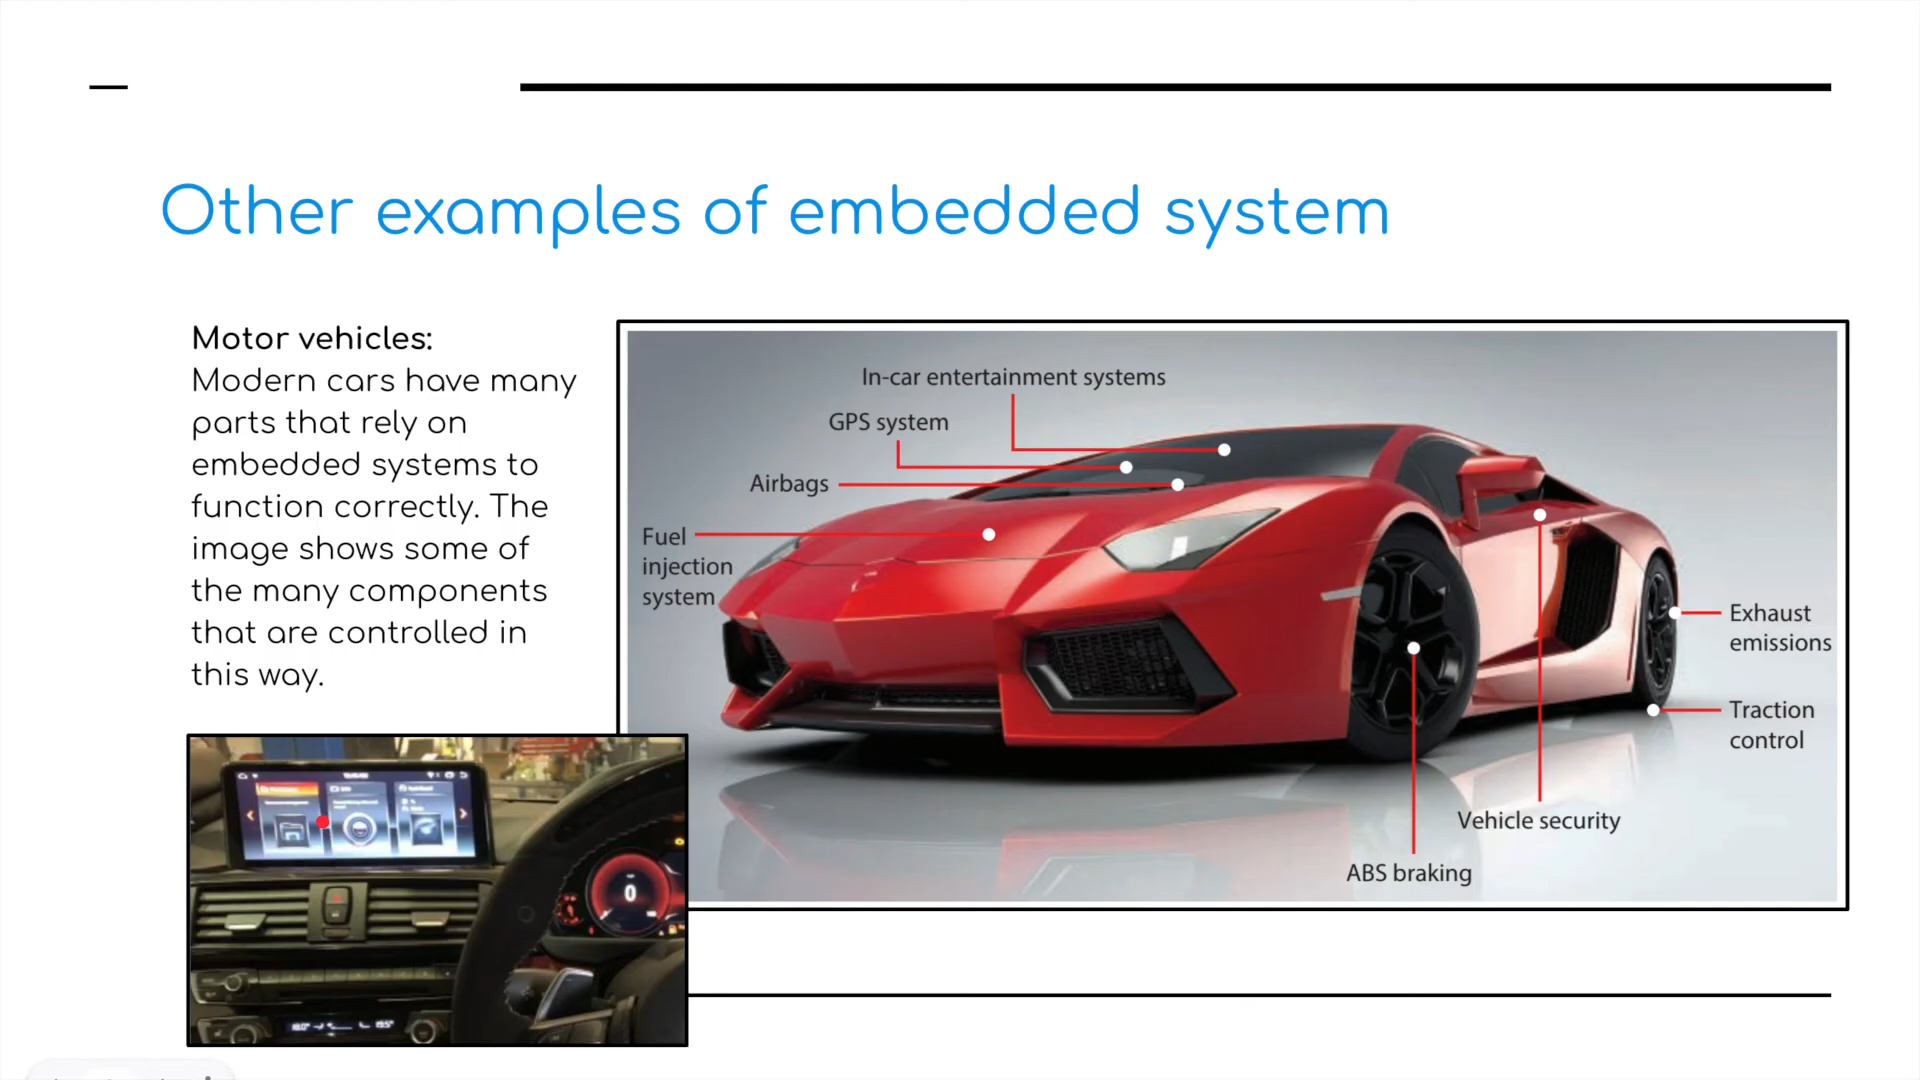 Other examples of embedded system
Motor vehicles:
Modern cars have many
parts that rely on
embedded systems to
function correctly. The
image shows some of
the many components
that are controlled in
this way.
In-car entertainment systems
GPS system
Airbags
Fuel
injection
system
Exhaust
emissions
Traction
control
Vehicle security
ABS braking
0